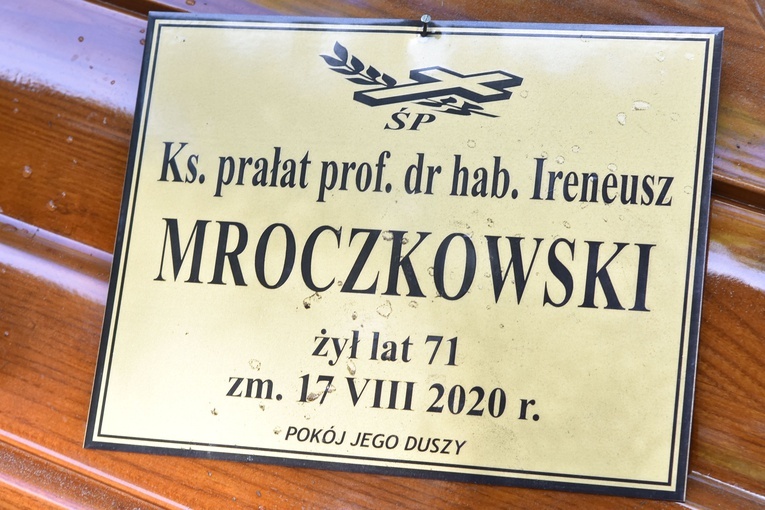 ŚP
Ks. prałat prof. dr hab. Ireneusz
MROCZKOWSKI
żył lat 71
zm. 17 VIII 2020 r.
POKÓJ JEGO DUSZY